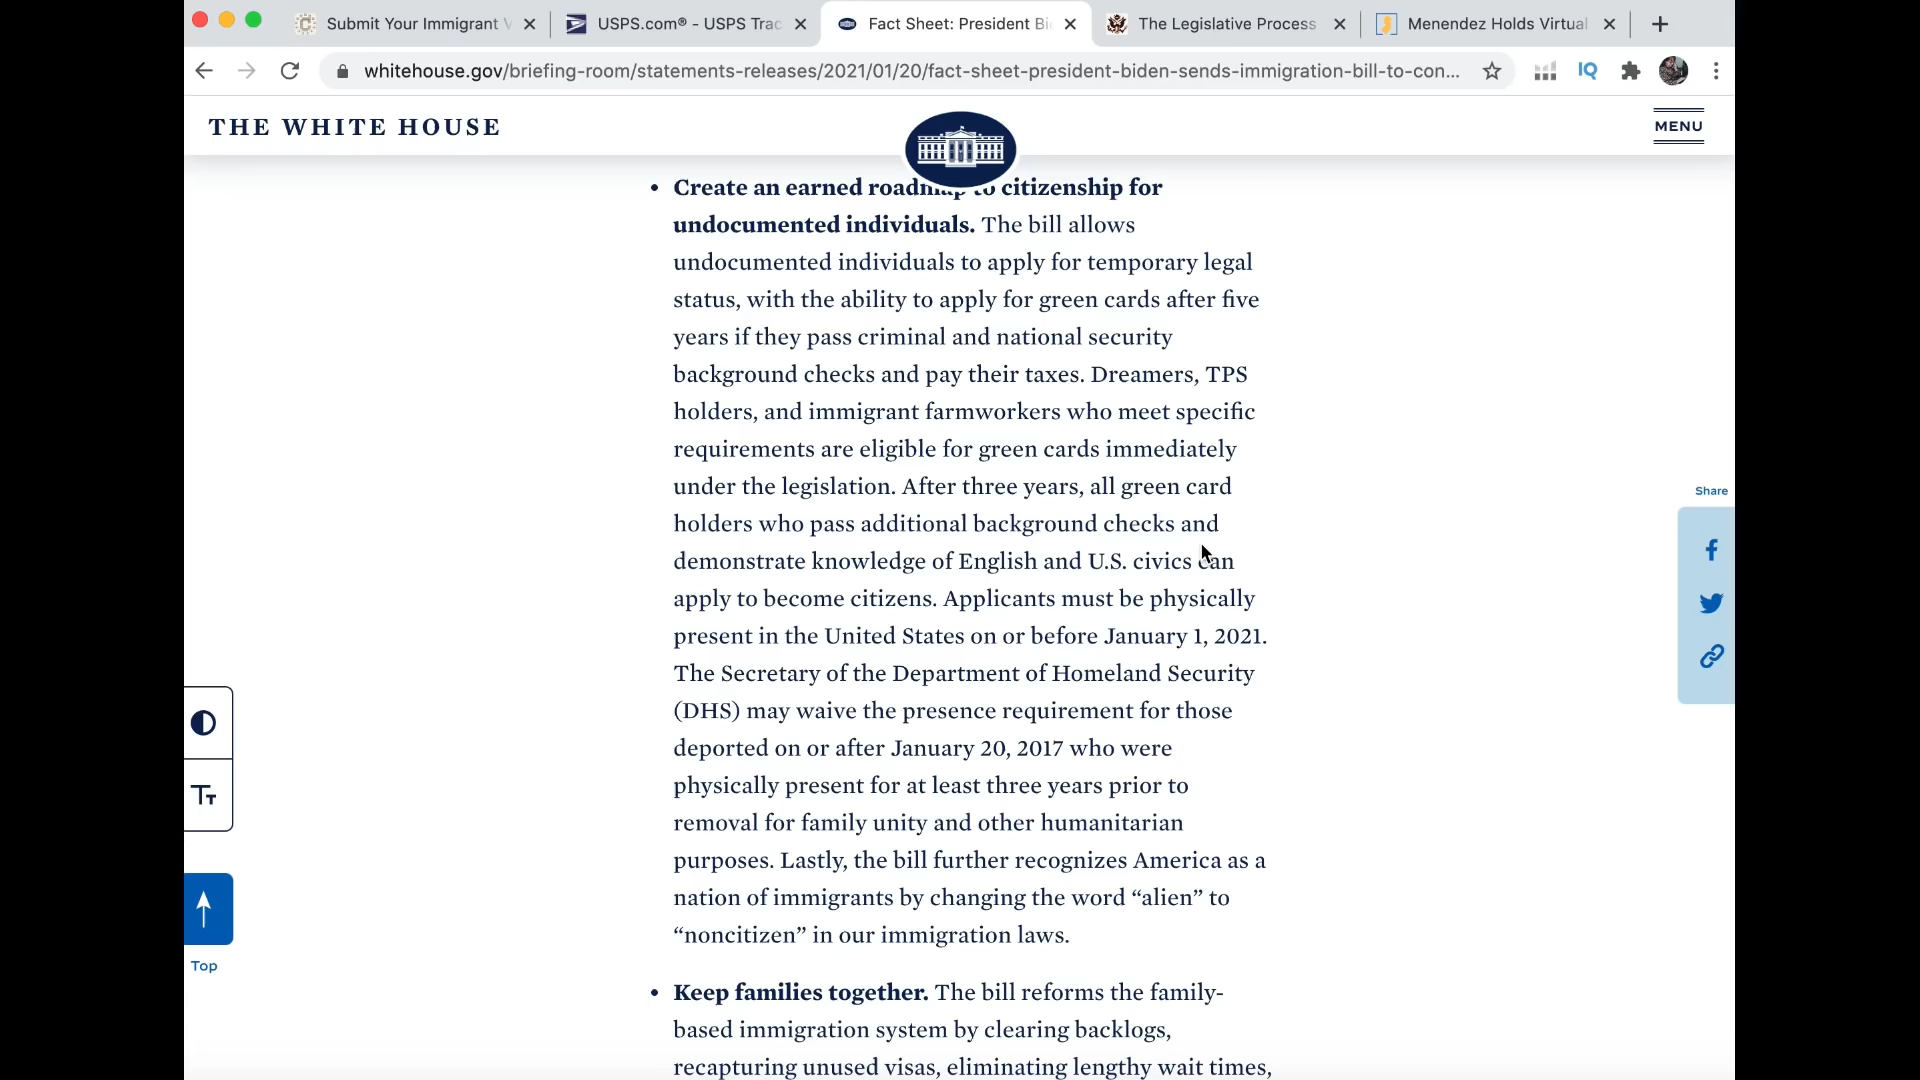 Submit Your Immigrant V
USPS.com® - USPS Trac
Fact Sheet: President Bi
The Legislative Process
Menendez Holds Virtual
whitehouse.gov/briefing-room/statements-releases/2021/01/20/fact-sheet-president-biden-sends-immigration-bill-to-con...
IQ
THE WHITE HOUSE
MENU
• Create an earned roadmap to citizenship for
undocumented individuals. The bill allows
undocumented individuals to apply for temporary legal
status, with the ability to apply for green cards after five
years if they pass criminal and national security
background checks and pay their taxes. Dreamers, TPS
holders, and immigrant farmworkers who meet specific
requirements are eligible for green cards immediately
under the legislation. After three years, all green card
holders who pass additional background checks and
demonstrate knowledge of English and U.S. civics can
apply to become citizens. Applicants must be physically
present in the United States on or before January 1, 2021.
The Secretary of the Department of Homeland Security
(DHS) may waive the presence requirement for those
deported on or after January 20, 2017 who were
physically present for at least three years prior to
removal for family unity and other humanitarian
purposes. Lastly, the bill further recognizes America as a
nation of immigrants by changing the word “alien” to
“noncitizen” in our immigration laws.
• Keep families together. The bill reforms the family-
based immigration system by clearing backlogs,
recapturing unused visas, eliminating lengthy wait times,
Share
Tт
Top